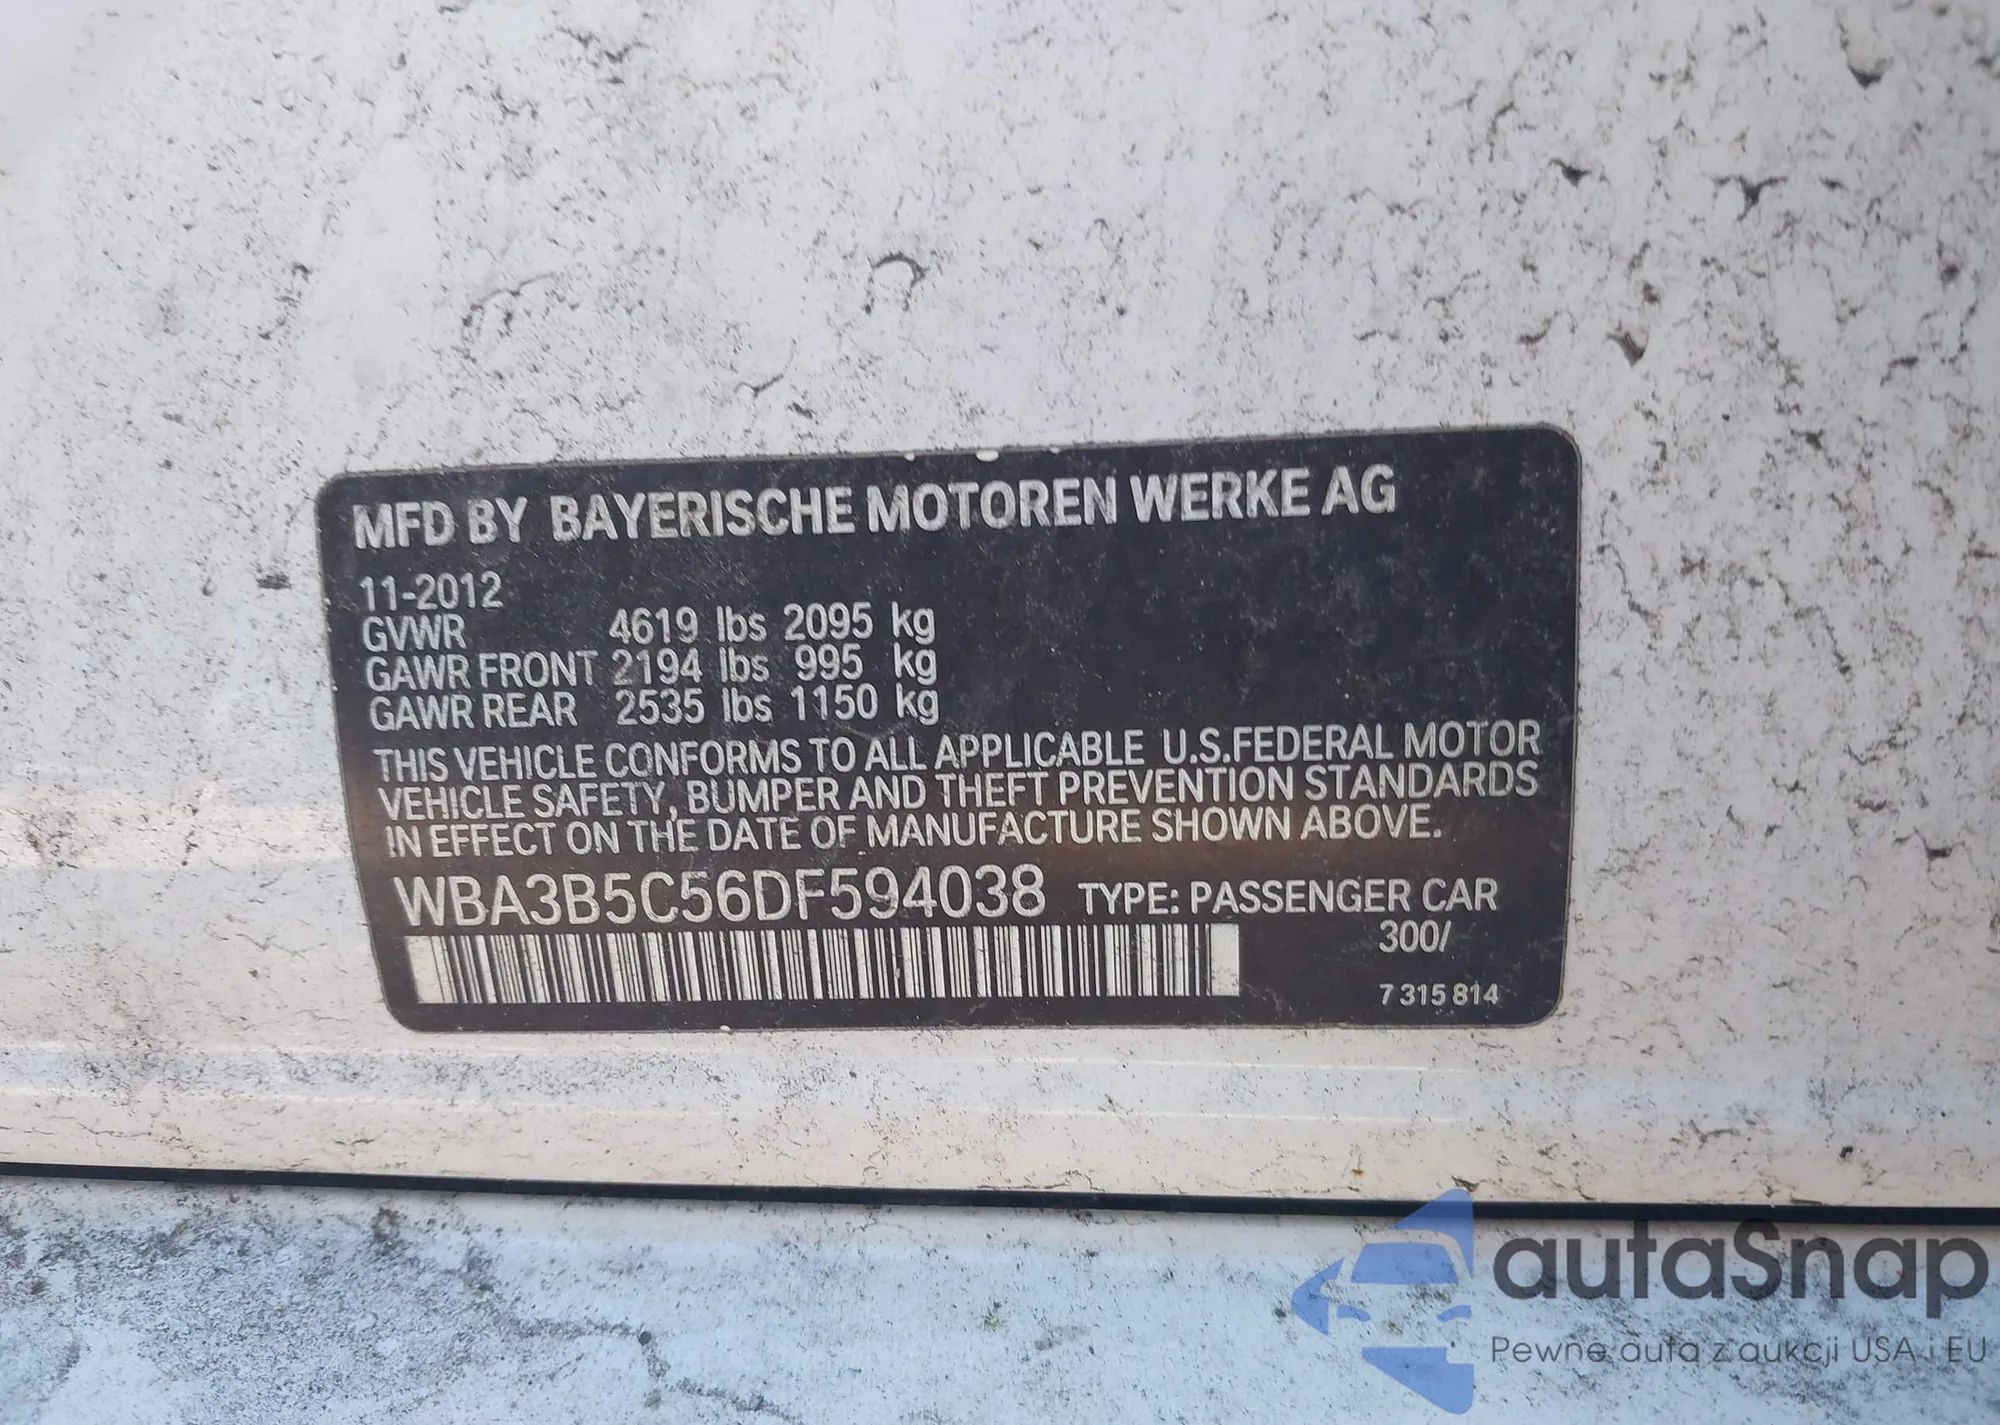 MFD BY BAYERISCHE MOTOREN WERKE AG
11-2012
GVWR 4619 lbs 2095 kg
GAWR FRONT 2194 lbs 995 kg
GAWR REAR 2535 lbs 1150 kg
THIS VEHICLE CONFORMS TO ALL APPLICABLE U.S.FEDERAL MOTOR
VEHICLE SAFETY, BUMPER AND THEFT PREVENTION STANDARDS
IN EFFECT ON THE DATE OF MANUFACTURE SHOWN ABOVE.
WBA3B5C56DF594038 TYPE: PASSENGER CAR
300/
7 315 814
autaSnap
Pewne auta z aukcji USA i EU